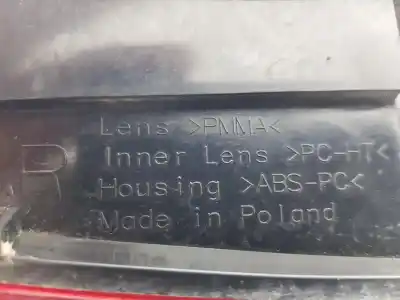 Lens >PMMA<
Inner Lens >PC-HT<
R
Housing >ABS-PC<
Made in Poland